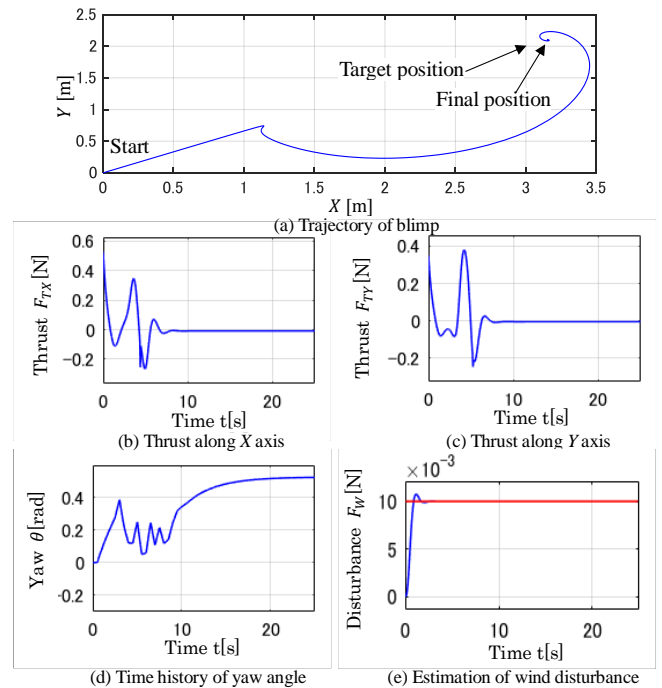 2.5
2
1.5
1
0.5
0
Y [m]
Target position
Final position
Start
0 0.5 1 1.5 2 2.5 3 3.5
X [m]
(a) Trajectory of blimp
0.6
0.4
0.2
0
-0.2
Thrust F_TX [N]
0 10 20
Time t[s]
(b) Thrust along X axis
0.4
0.2
0
-0.2
Thrust F_TY [N]
0 10 20
Time t[s]
(c) Thrust along Y axis
0.4
0.2
0
-0.2
Yaw θ[rad]
0 10 20
Time t[s]
(d) Time history of yaw angle
×10⁻³
10
5
0
Disturbance F_W[N]
0 10 20
Time t[s]
(e) Estimation of wind disturbance